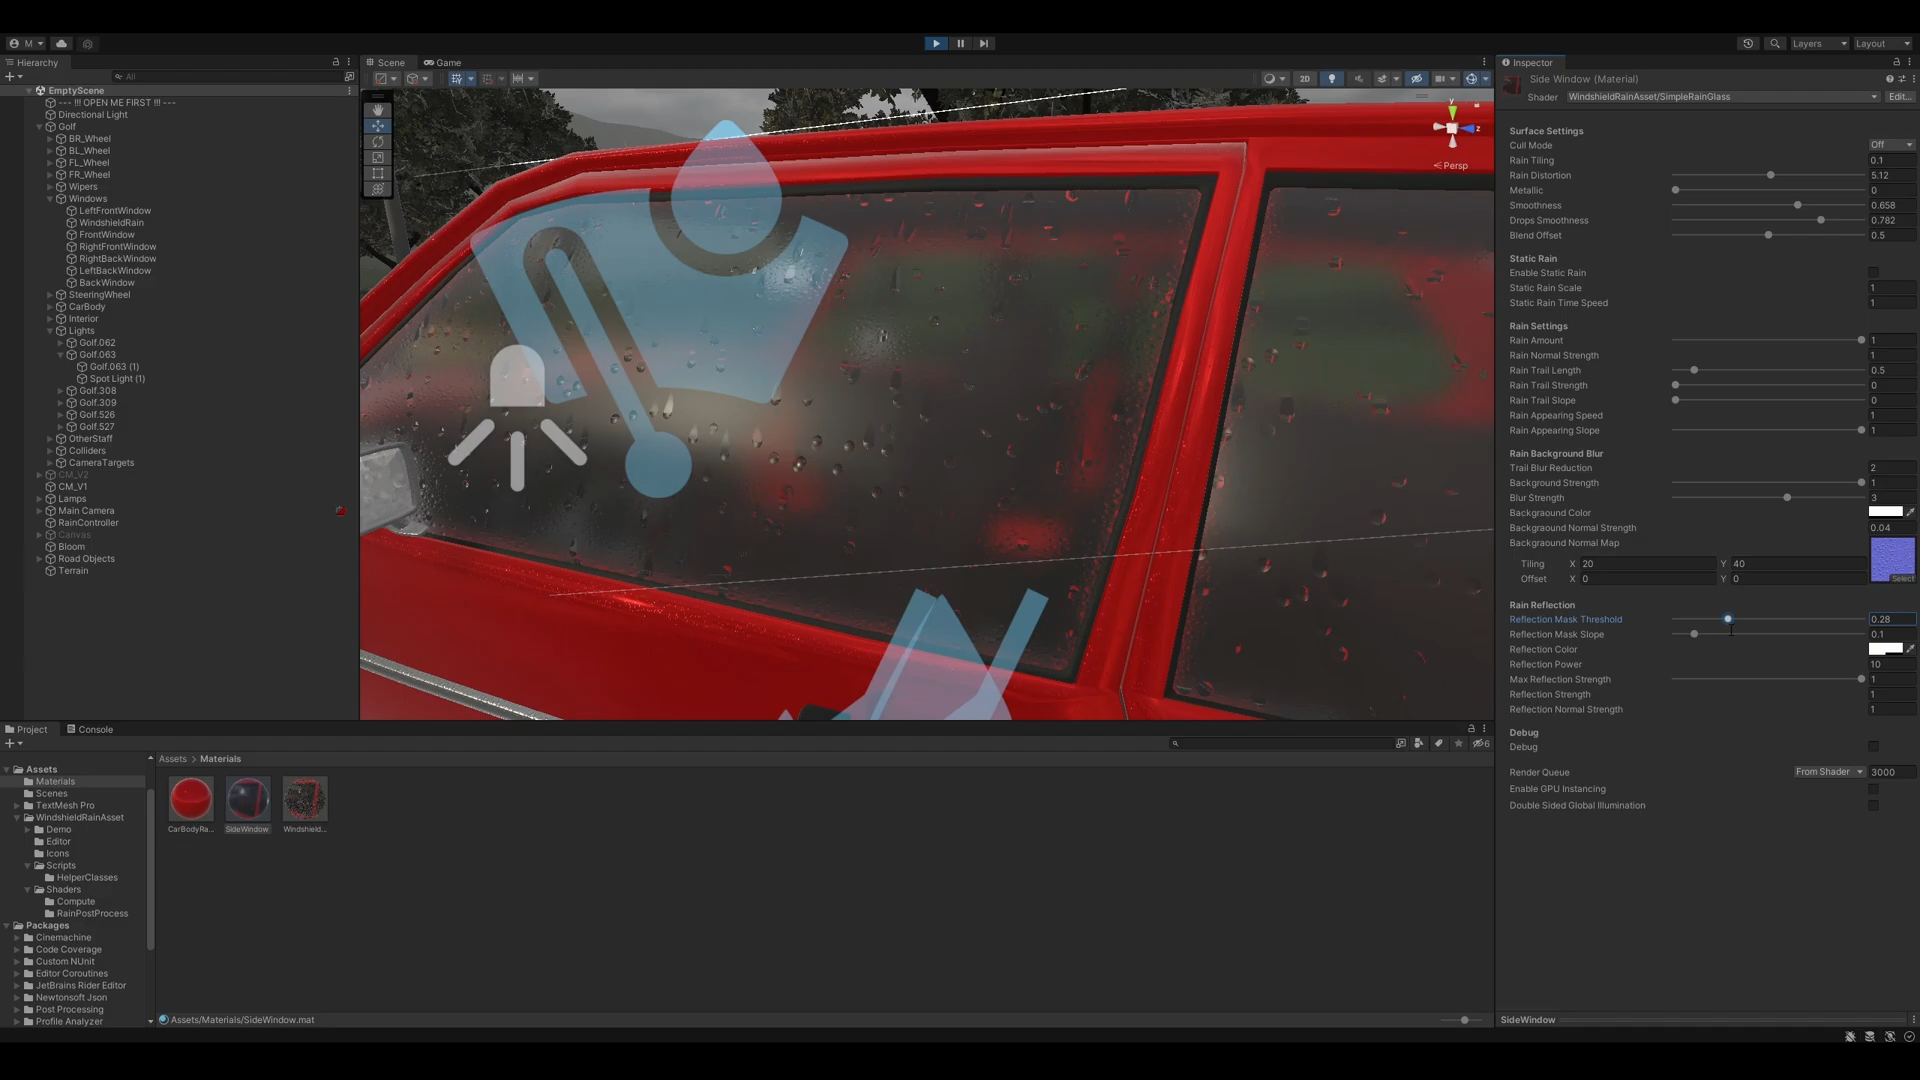 M
Layers
Layout
Hierarchy
All
EmptyScene
--- !!! OPEN ME FIRST !!! ---
Directional Light
Golf
BR_Wheel
BL_Wheel
FL_Wheel
FR_Wheel
Wipers
Windows
LeftFrontWindow
WindshieldRain
FrontWindow
RightFrontWindow
RightBackWindow
LeftBackWindow
BackWindow
SteeringWheel
CarBody
Interior
Lights
Golf.062
Golf.063
Golf.063 (1)
Spot Light (1)
Golf.308
Golf.309
Golf.526
Golf.527
OtherStaff
Colliders
CameraTargets
CM_V2
CM_V1
Lamps
Main Camera
RainController
Canvas
Bloom
Road Objects
Terrain
Scene
Game
2D
y
z
Persp
Inspector
Side Window (Material)
Shader WindshieldRainAsset/SimpleRainGlass Edit...
Surface Settings
Cull Mode Off
Rain Tiling 0.1
Rain Distortion 5.12
Metallic 0
Smoothness 0.658
Drops Smoothness 0.782
Blend Offset 0.5
Static Rain
Enable Static Rain
Static Rain Scale 1
Static Rain Time Speed 1
Rain Settings
Rain Amount 1
Rain Normal Strength 1
Rain Trail Length 0.5
Rain Trail Strength 0
Rain Trail Slope 0
Rain Appearing Speed 1
Rain Appearing Slope 1
Rain Background Blur
Trail Blur Reduction 2
Background Strength 1
Blur Strength 3
Backgraound Color
Backgraound Normal Strength 0.04
Backgraound Normal Map
Tiling X 20 Y 40
Offset X 0 Y 0
Select
Rain Reflection
Reflection Mask Threshold 0.28
Reflection Mask Slope 0.1
Reflection Color
Reflection Power 10
Max Reflection Strength 1
Reflection Strength 1
Reflection Normal Strength 1
Debug
Debug
Render Queue From Shader 3000
Enable GPU Instancing
Double Sided Global Illumination
SideWindow
Project
Console
6
Assets
Materials
Scenes
TextMesh Pro
WindshieldRainAsset
Demo
Editor
Icons
Scripts
HelperClasses
Shaders
Compute
RainPostProcess
Packages
Cinemachine
Code Coverage
Custom NUnit
Editor Coroutines
JetBrains Rider Editor
Newtonsoft Json
Post Processing
Profile Analyzer
Assets > Materials
CarBodyRa...
SideWindow
Windshield...
Assets/Materials/SideWindow.mat